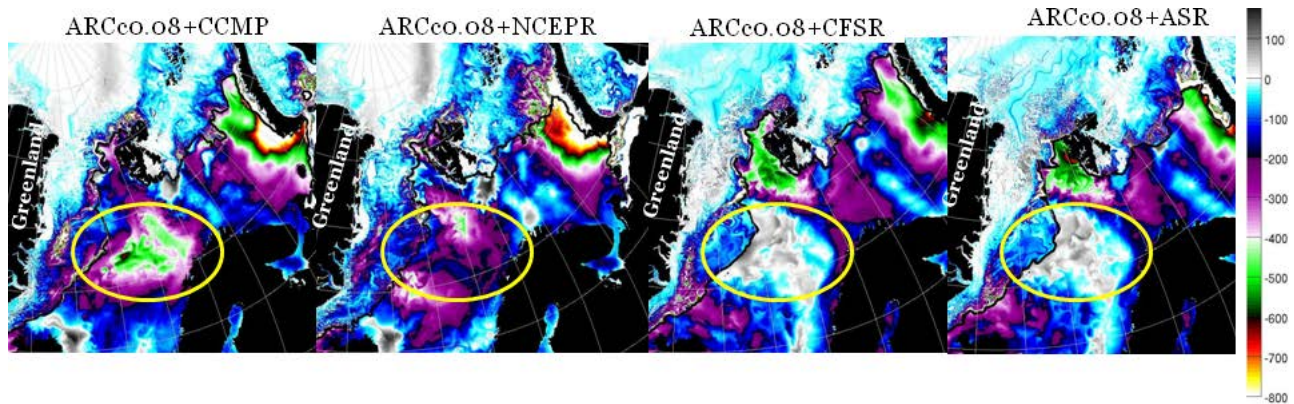 ARCc0.08+CCMP
ARCc0.08+NCEPR
ARCc0.08+CFSR
ARCc0.08+ASR
Greenland
Greenland
Greenland
Greenland
100
0
-100
-200
-300
-400
-500
-600
-700
-800